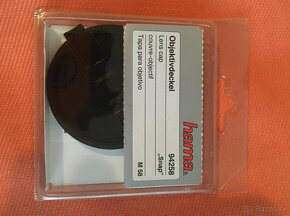 Objektivdeckel
Lens cap
couvre-objectif
Tapa para objetivo
94258
„Snap"
M 58
hama